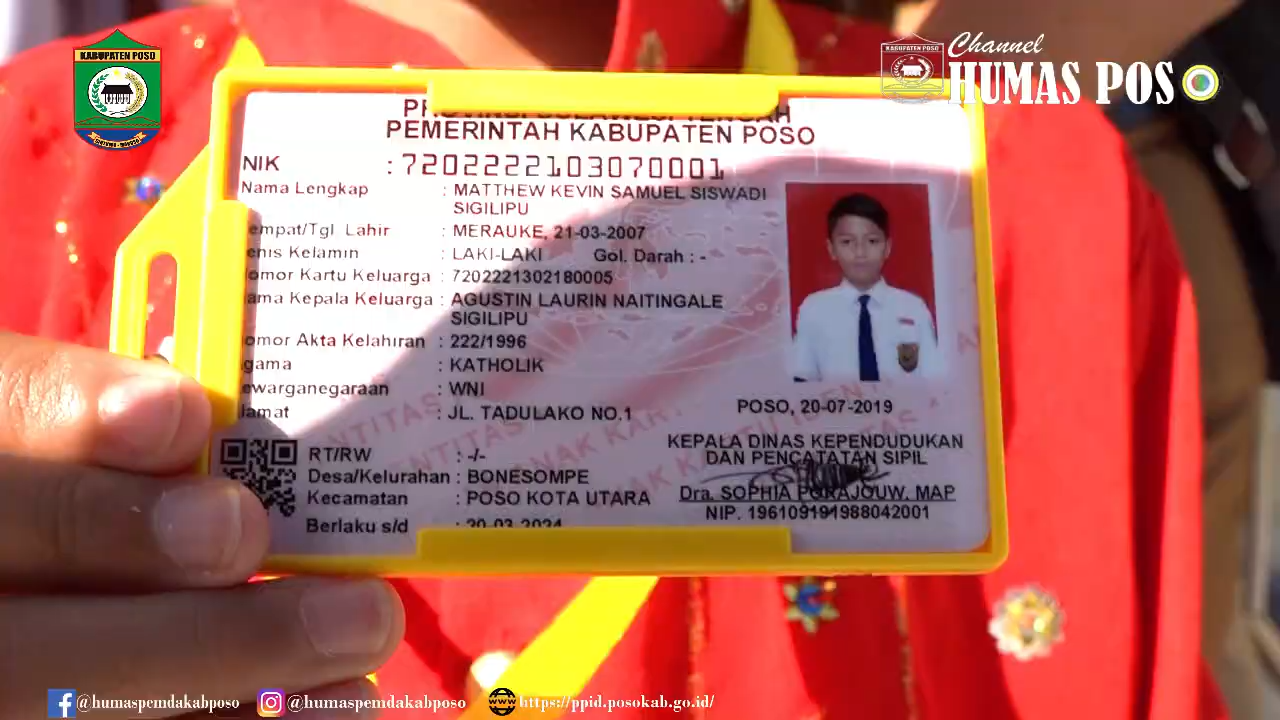 KABUPATEN POSO
Channel
HUMAS POSO
PEMERINTAH KABUPATEN POSO
NIK : 7202222103070001
Nama Lengkap : MATTHEW KEVIN SAMUEL SISWADI
SIGILIPU
empat/Tgl Lahir : MERAUKE, 21-03-2007
enis Kelamin : LAKI-LAKI Gol. Darah : -
omor Kartu Keluarga : 7202221302180005
ama Kepala Keluarga : AGUSTIN LAURIN NAITINGALE
SIGILIPU
omor Akta Kelahiran : 222/1996
gama : KATHOLIK
ewarganegaraan : WNI
lamat : JL. TADULAKO NO.1
RT/RW : -/-
Desa/Kelurahan : BONESOMPE
Kecamatan : POSO KOTA UTARA
Berlaku s/d : 20-03-2024
POSO, 20-07-2019
KEPALA DINAS KEPENDUDUKAN
DAN PENCATATAN SIPIL
Dra. SOPHIA PORAJOUW, MAP
NIP. 196109191988042001
@humaspemdakabposo @humaspemdakabposo https://ppid.posokab.go.id/